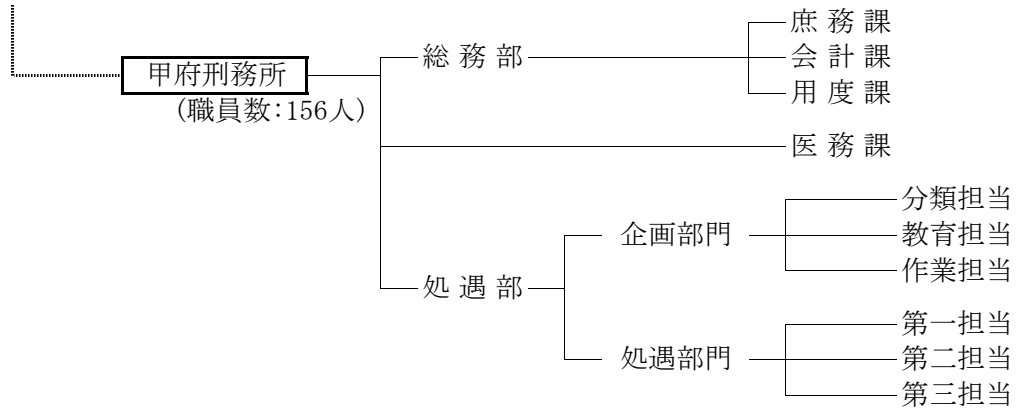 甲府刑務所
(職員数:156人)
総務部
庶務課
会計課
用度課
医務課
処遇部
企画部門
分類担当
教育担当
作業担当
処遇部門
第一担当
第二担当
第三担当